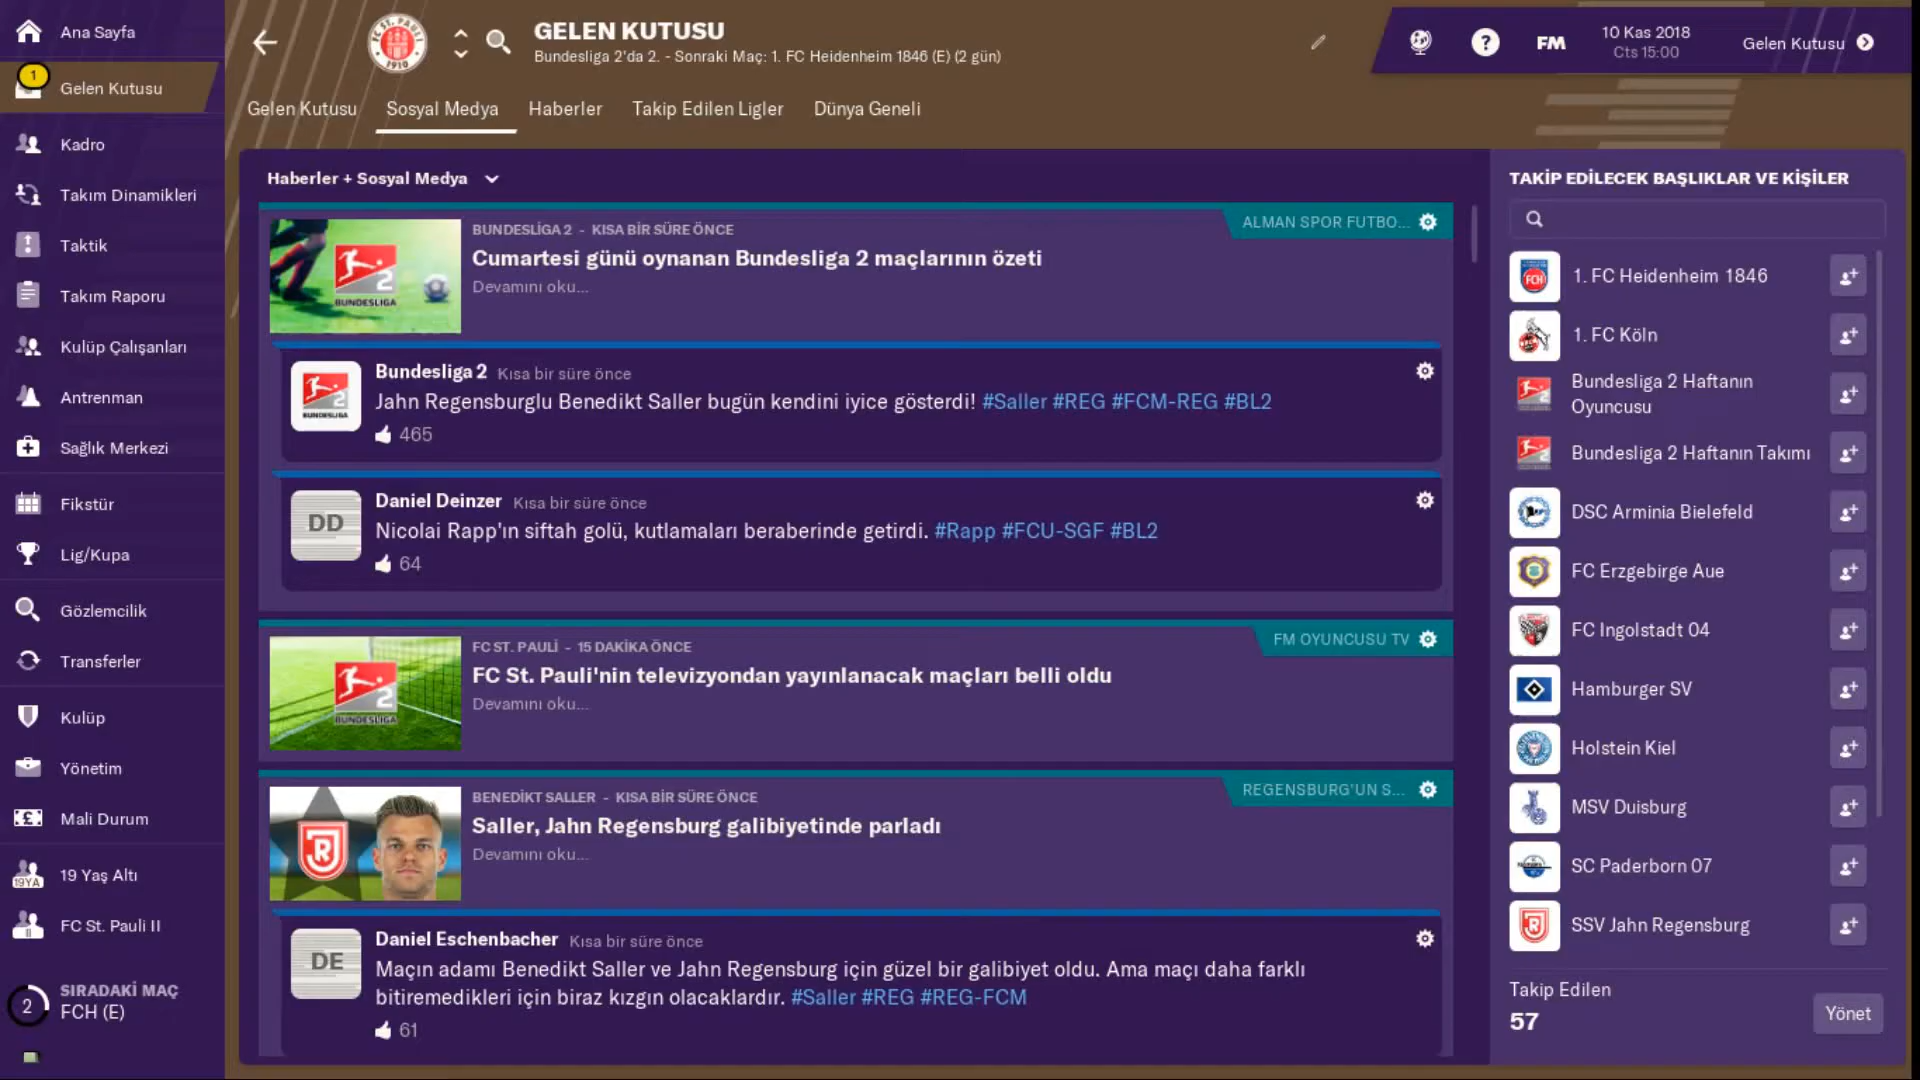 Ana Sayfa
1
Gelen Kutusu
Kadro
Takım Dinamikleri
Taktik
Takım Raporu
Kulüp Çalışanları
Antrenman
Sağlık Merkezi
Fikstür
Lig/Kupa
Gözlemcilik
Transferler
Kulüp
Yönetim
Mali Durum
19YA
19 Yaş Altı
II
FC St. Pauli II
2
SIRADAKİ MAÇ
FCH (E)
GELEN KUTUSU
Bundesliga 2'da 2. - Sonraki Maç: 1. FC Heidenheim 1846 (E) (2 gün)
FM
10 Kas 2018
Cts 15:00
Gelen Kutusu
Gelen Kutusu
Sosyal Medya
Haberler
Takip Edilen Ligler
Dünya Geneli
Haberler + Sosyal Medya
BUNDESLİGA 2 - KISA BİR SÜRE ÖNCE
ALMAN SPOR FUTBO...
Cumartesi günü oynanan Bundesliga 2 maçlarının özeti
Devamını oku...
BUNDESLIGA
Bundesliga 2 Kısa bir süre önce
Jahn Regensburglu Benedikt Saller bugün kendini iyice gösterdi! #Saller #REG #FCM-REG #BL2
465
BUNDESLIGA
DD
Daniel Deinzer Kısa bir süre önce
Nicolai Rapp'ın siftah golü, kutlamaları beraberinde getirdi. #Rapp #FCU-SGF #BL2
64
FC ST. PAULİ - 15 DAKİKA ÖNCE
FM OYUNCUSU TV
FC St. Pauli'nin televizyondan yayınlanacak maçları belli oldu
Devamını oku...
BUNDESLIGA
BENEDİKT SALLER - KISA BİR SÜRE ÖNCE
REGENSBURG'UN S...
Saller, Jahn Regensburg galibiyetinde parladı
Devamını oku...
DE
Daniel Eschenbacher Kısa bir süre önce
Maçın adamı Benedikt Saller ve Jahn Regensburg için güzel bir galibiyet oldu. Ama maçı daha farklı
bitiremedikleri için biraz kızgın olacaklardır. #Saller #REG #REG-FCM
61
TAKİP EDİLECEK BAŞLIKLAR VE KİŞİLER
1. FC Heidenheim 1846
1. FC Köln
Bundesliga 2 Haftanın
Oyuncusu
Bundesliga 2 Haftanın Takımı
DSC Arminia Bielefeld
FC Erzgebirge Aue
FC Ingolstadt 04
Hamburger SV
Holstein Kiel
MSV Duisburg
SC Paderborn 07
SSV Jahn Regensburg
Takip Edilen
57
Yönet